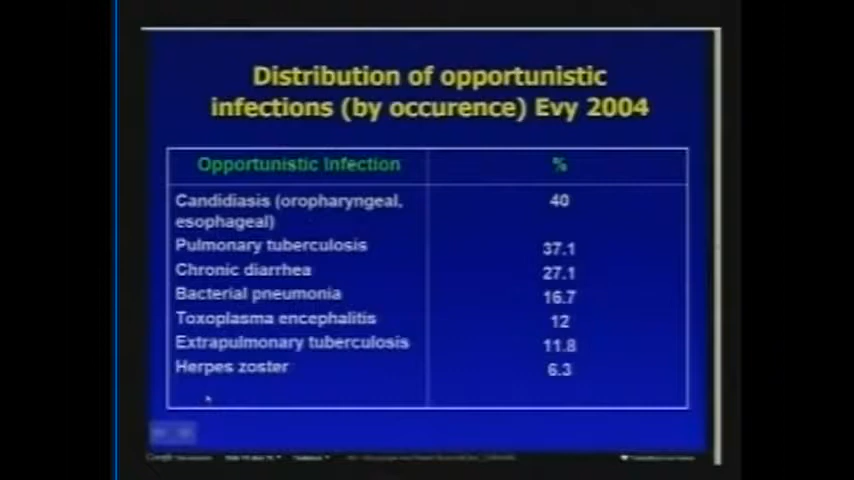 Distribution of opportunistic
infections (by occurence) Evy 2004
Opportunistic Infection %
Candidiasis (oropharyngeal, 40
esophageal)
Pulmonary tuberculosis 37.1
Chronic diarrhea 27.1
Bacterial pneumonia 16.7
Toxoplasma encephalitis 12
Extrapulmonary tuberculosis 11.8
Herpes zoster 6.3